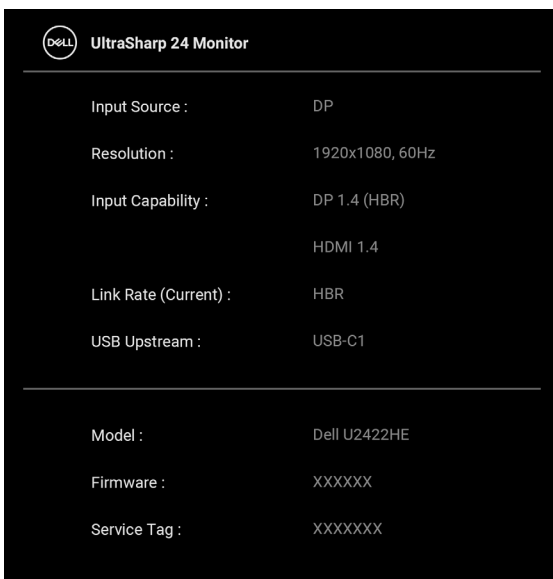 DELL UltraSharp 24 Monitor
Input Source : DP
Resolution : 1920x1080, 60Hz
Input Capability : DP 1.4 (HBR)
HDMI 1.4
Link Rate (Current) : HBR
USB Upstream : USB-C1
Model : Dell U2422HE
Firmware : XXXXXX
Service Tag : XXXXXXX